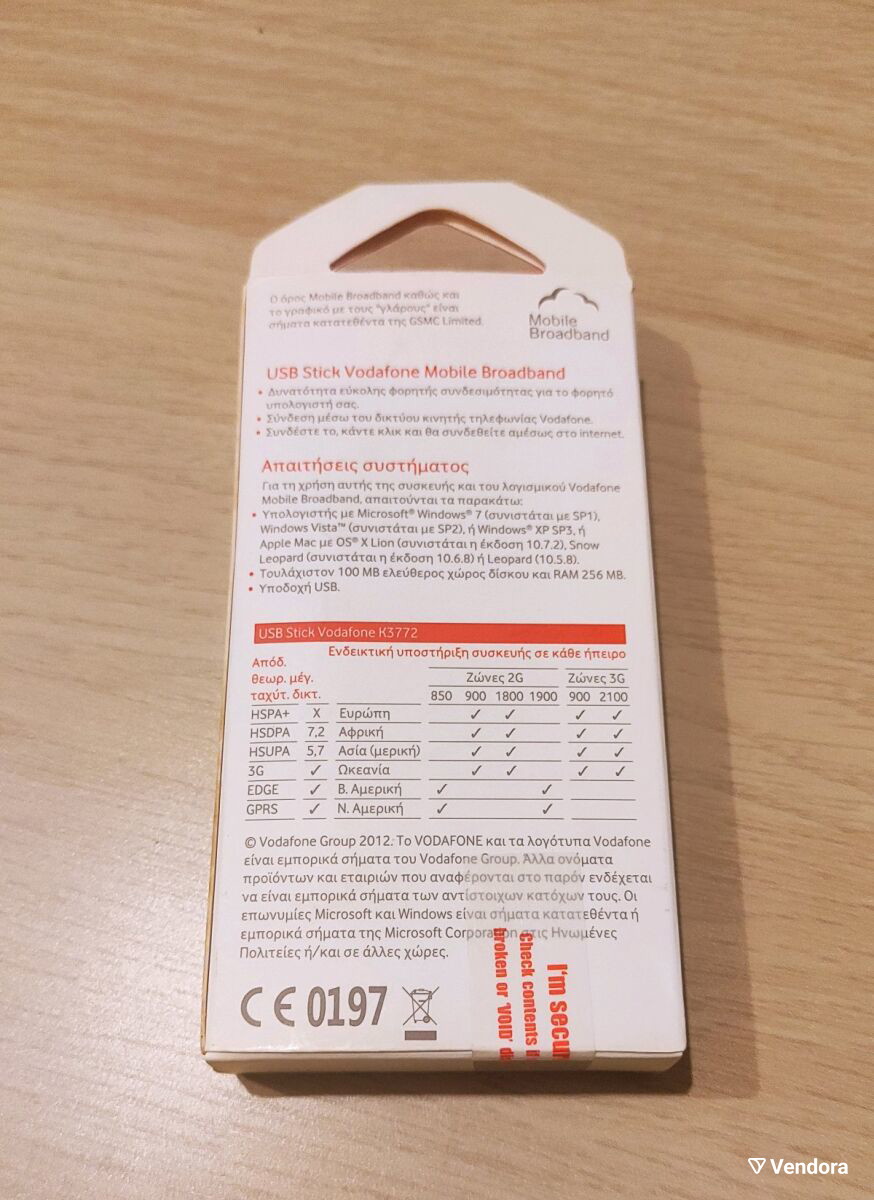 Ο όρος Mobile Broadband καθώς και
το γραφικό με τους "γλάρους" είναι
σήματα κατατεθέντα της GSMC Limited.
Mobile
Broadband
USB Stick Vodafone Mobile Broadband
• Δυνατότητα εύκολης φορητής συνδεσιμότητας για το φορητό
υπολογιστή σας.
• Σύνδεση μέσω του δικτύου κινητής τηλεφωνίας Vodafone.
• Συνδέστε το, κάντε κλικ και θα συνδεθείτε αμέσως στο internet.
Απαιτήσεις συστήματος
Για τη χρήση αυτής της συσκευής και του λογισμικού Vodafone
Mobile Broadband, απαιτούνται τα παρακάτω:
• Υπολογιστής με Microsoft® Windows® 7 (συνιστάται με SP1),
Windows Vista™ (συνιστάται με SP2), ή Windows® XP SP3, ή
Apple Mac με OS® X Lion (συνιστάται η έκδοση 10.7.2), Snow
Leopard (συνιστάται η έκδοση 10.6.8) ή Leopard (10.5.8).
• Τουλάχιστον 100 MB ελεύθερος χώρος δίσκου και RAM 256 MB.
• Υποδοχή USB.
USB Stick Vodafone K3772
Ενδεικτική υποστήριξη συσκευής σε κάθε ήπειρο
Απόδ.
θεωρ. μέγ.
ταχύτ. δικτ.
Ζώνες 2G Ζώνες 3G
850 900 1800 1900 900 2100
HSPA+ X Ευρώπη ✓ ✓ ✓ ✓
HSDPA 7,2 Αφρική ✓ ✓ ✓ ✓
HSUPA 5,7 Ασία (μερική) ✓ ✓ ✓ ✓
3G ✓ Ωκεανία ✓ ✓ ✓ ✓
EDGE ✓ Β. Αμερική ✓ ✓
GPRS ✓ Ν. Αμερική ✓ ✓
© Vodafone Group 2012. Το VODAFONE και τα λογότυπα Vodafone
είναι εμπορικά σήματα του Vodafone Group. Άλλα ονόματα
προϊόντων και εταιριών που αναφέρονται στο παρόν ενδέχεται
να είναι εμπορικά σήματα των αντίστοιχων κατόχων τους. Οι
επωνυμίες Microsoft και Windows είναι σήματα κατατεθέντα ή
εμπορικά σήματα της Microsoft Corporation στις Ηνωμένες
Πολιτείες ή/και σε άλλες χώρες.
CE 0197
I'm secu
Check contents i
broken or 'VOID' d
Vendora